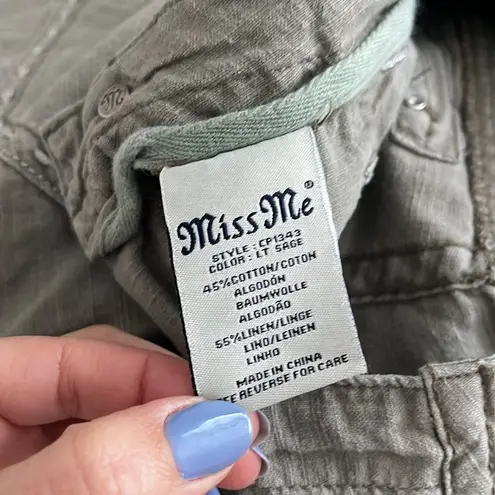 Miss Me®
STYLE : CP1343
COLOR : LT SAGE
45%COTTON/COTON
ALGODÓN
BAUMWOLLE
ALGODÃO
55%LINEN/LINGE
LINO/LEINEN
LINHO
MADE IN CHINA
REVERSE FOR CARE